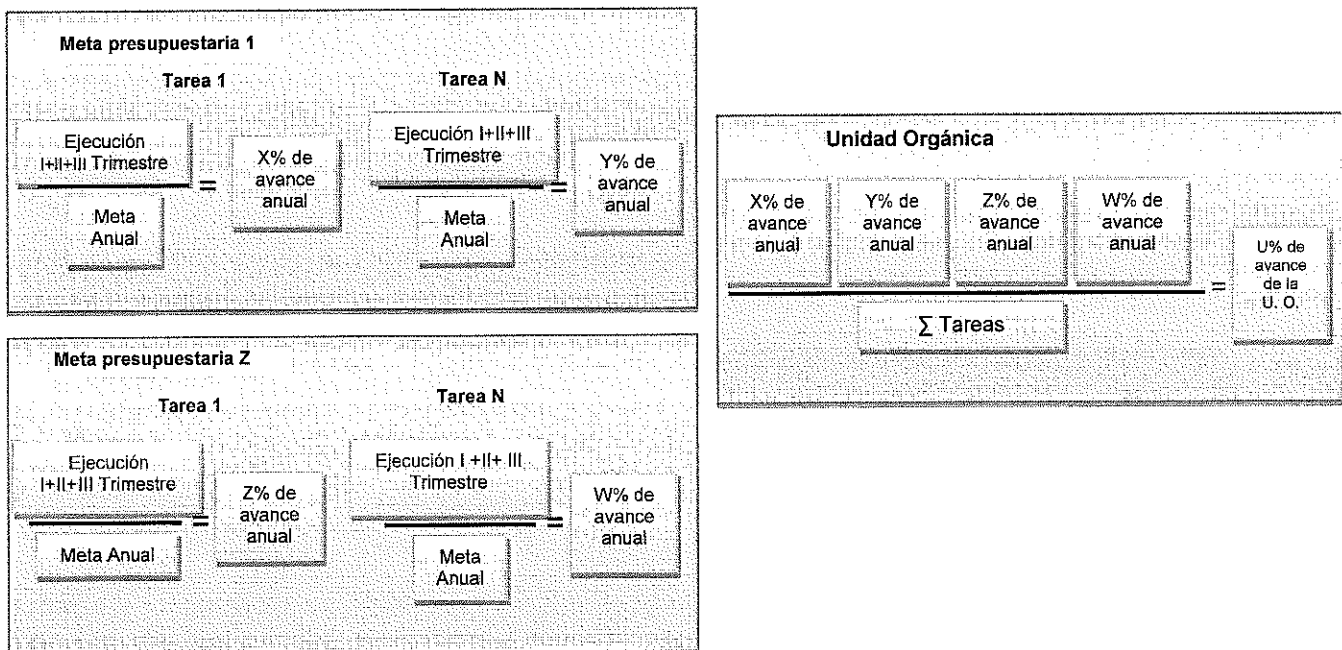 Meta presupuestaria 1
Tarea 1
Tarea N
Ejecución
I+II+III Trimestre
=
X% de
avance
anual
Meta
Anual
Ejecución I+II+III
Trimestre
=
Y% de
avance
anual
Meta
Anual
Meta presupuestaria Z
Tarea 1
Tarea N
Ejecución
I+II+III Trimestre
=
Z% de
avance
anual
Meta Anual
Ejecución I +II+ III
Trimestre
=
W% de
avance
anual
Meta
Anual
Unidad Orgánica
X% de
avance
anual
Y% de
avance
anual
Z% de
avance
anual
W% de
avance
anual
=
U% de
avance
de la
U. O.
∑ Tareas